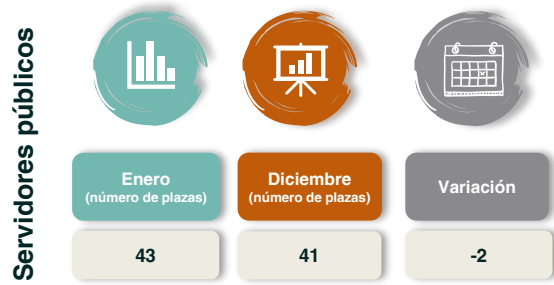 Servidores públicos
Enero
(número de plazas)
Diciembre
(número de plazas)
Variación
43
41
-2